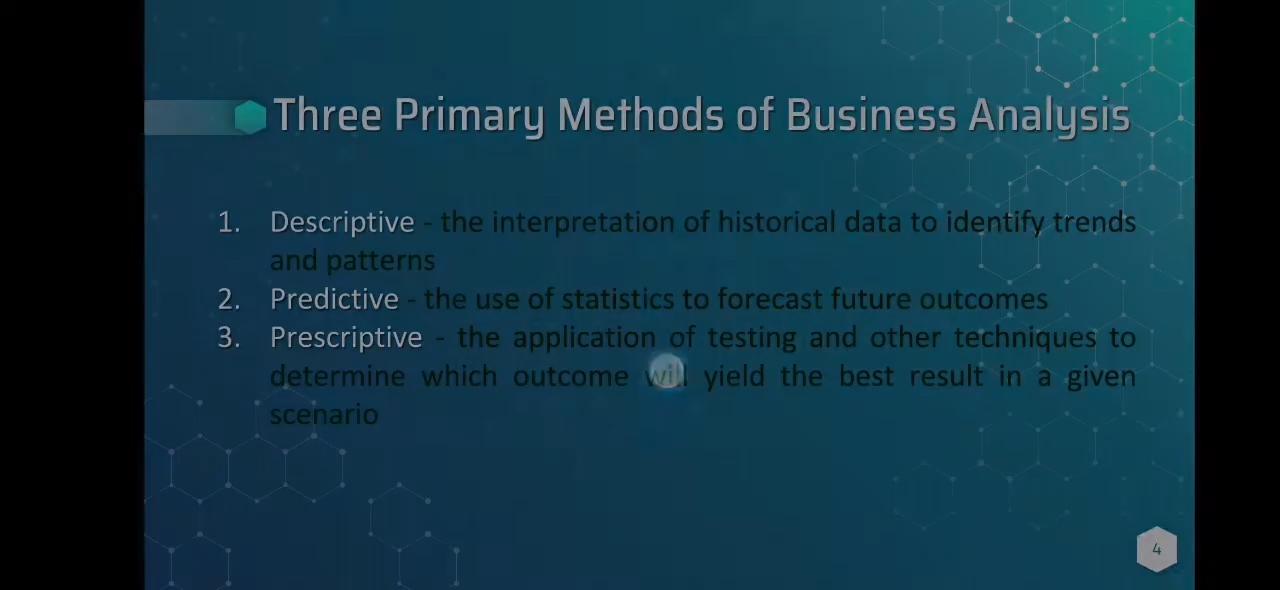 Three Primary Methods of Business Analysis
1. Descriptive - the interpretation of historical data to identify trends
and patterns
2. Predictive - the use of statistics to forecast future outcomes
3. Prescriptive - the application of testing and other techniques to
determine which outcome will yield the best result in a given
scenario
4